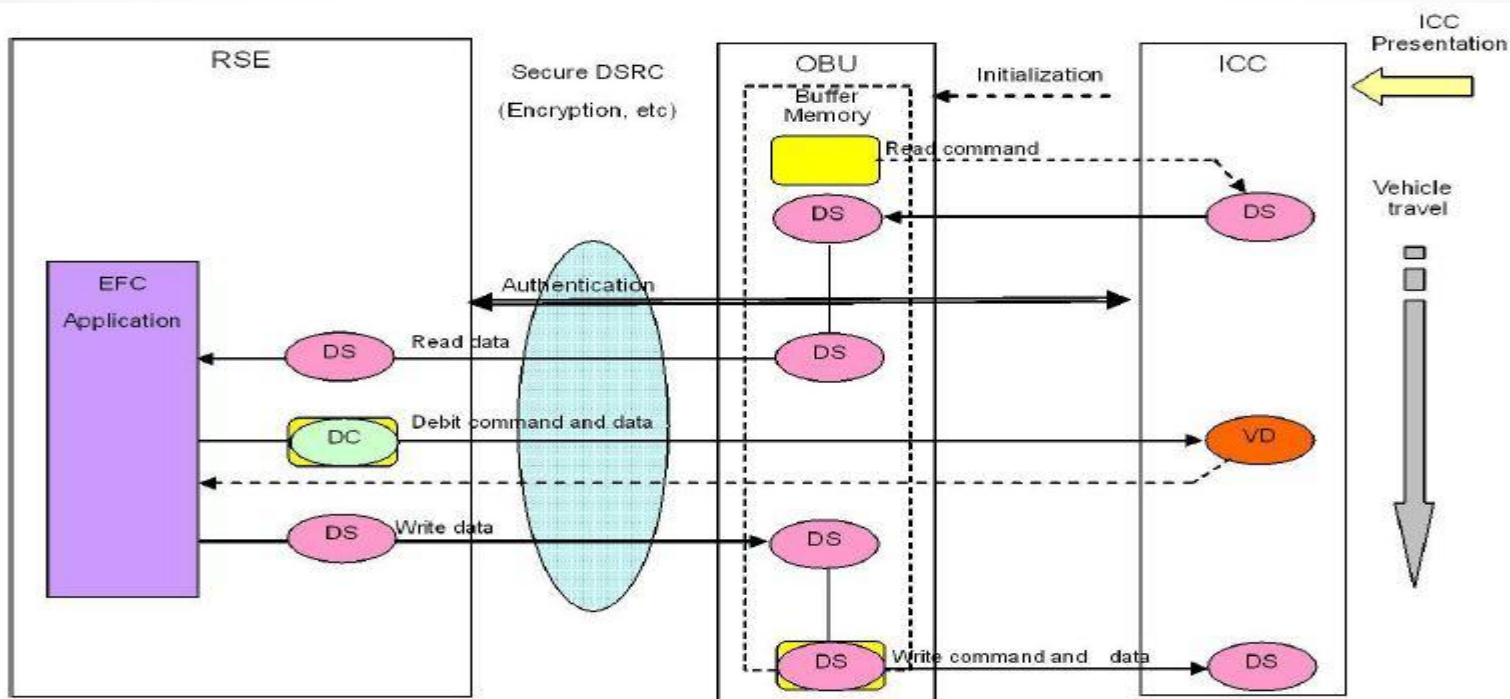 ICC
Presentation
RSE
OBU
ICC
Secure DSRC
(Encryption, etc)
Initialization
Buffer
Memory
Read command
DS
DS
Vehicle
travel
EFC
Application
Authentication
DS
Read data
DS
DC
Debit command and data
VD
DS
Write data
DS
DS
Write command and data
DS